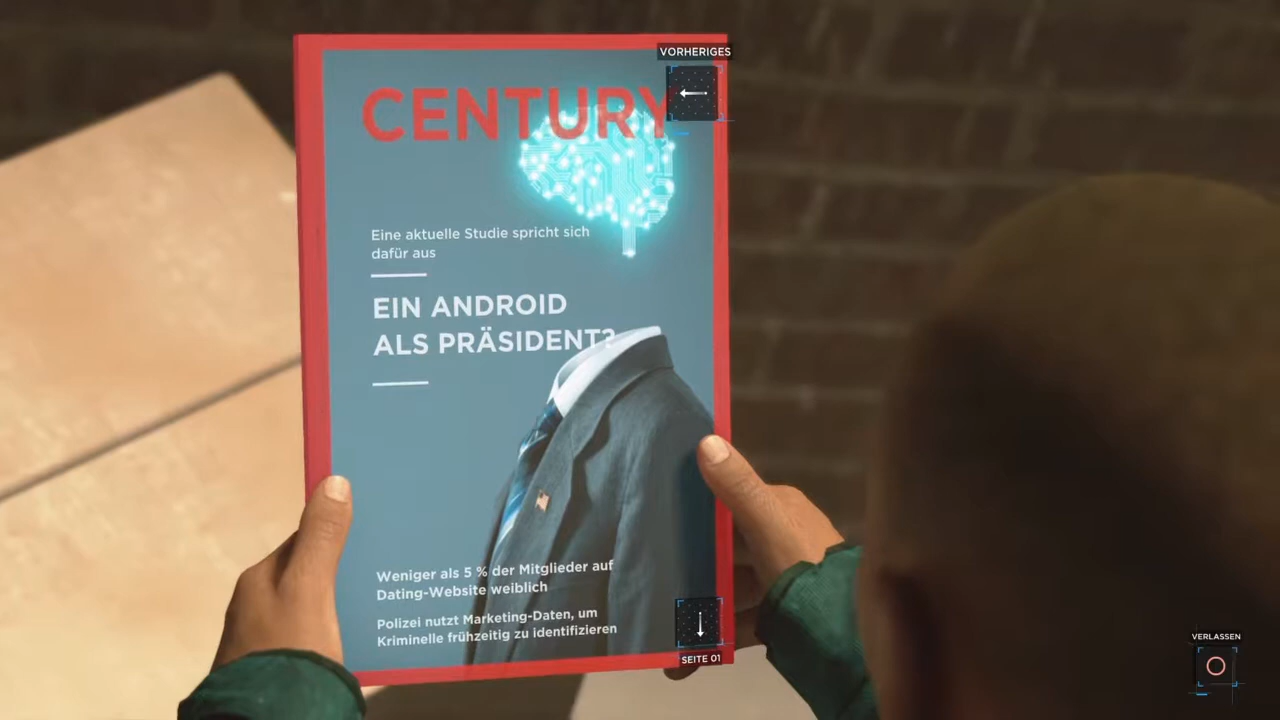 VORHERIGES
CENTURY
Eine aktuelle Studie spricht sich
dafür aus
EIN ANDROID
ALS PRÄSIDENT?
Weniger als 5 % der Mitglieder auf
Dating-Website weiblich
Polizei nutzt Marketing-Daten, um
Kriminelle frühzeitig zu identifizieren
SEITE 01
VERLASSEN